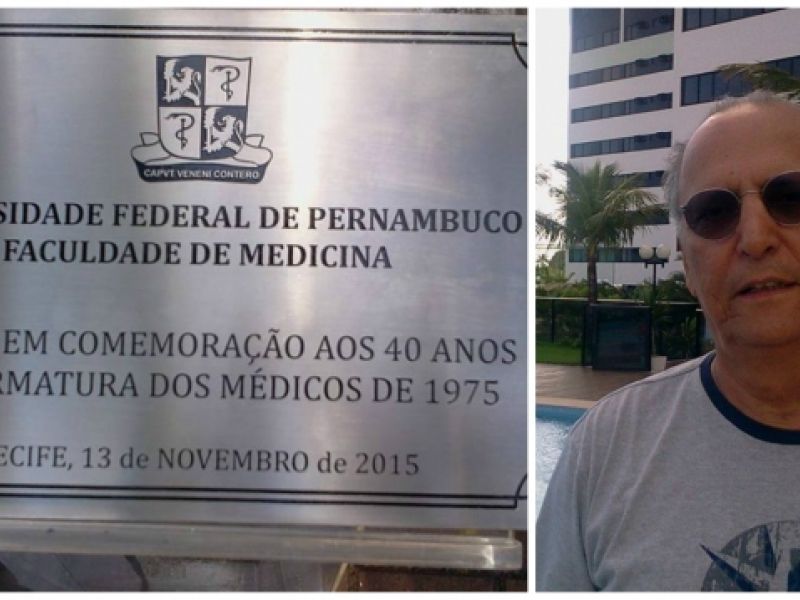 CAPVT VENENI CONTERO
SIDADE FEDERAL DE PERNAMBUCO
FACULDADE DE MEDICINA
EM COMEMORAÇÃO AOS 40 ANOS
RMATURA DOS MÉDICOS DE 1975
ECIFE, 13 de NOVEMBRO de 2015